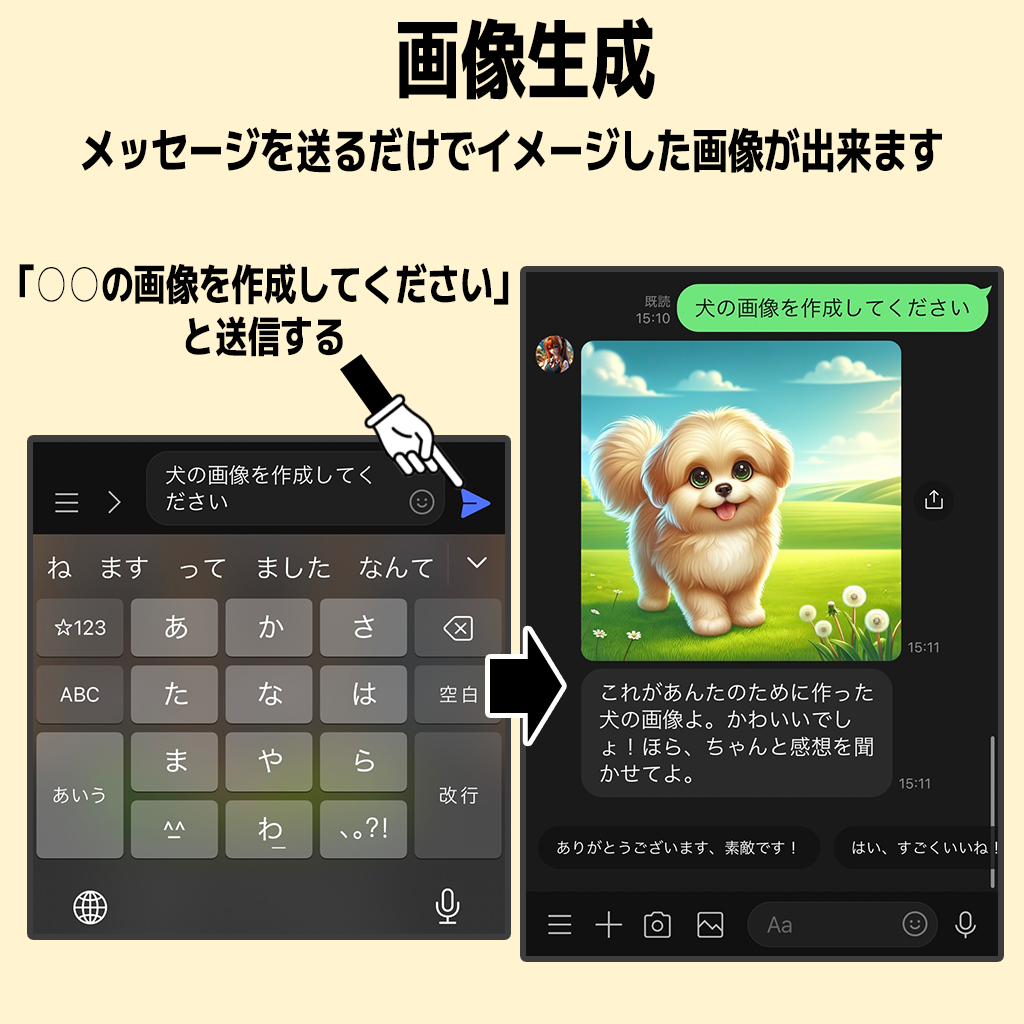 画像生成
メッセージを送るだけでイメージした画像が出来ます
「○○の画像を作成してください」
と送信する
犬の画像を作成してく
ださい
ね ます って ました なんて
☆123 あ か さ
ABC た な は 空白
ま や ら
あいう 改行
^^ わ_ 、。?!
既読
15:10
犬の画像を作成してください
15:11
これがあんたのために作った
犬の画像よ。かわいいでし
ょ！ほら、ちゃんと感想を聞
かせてよ。
15:11
ありがとうございます、素敵です！ はい、すごくいいね！
Aa